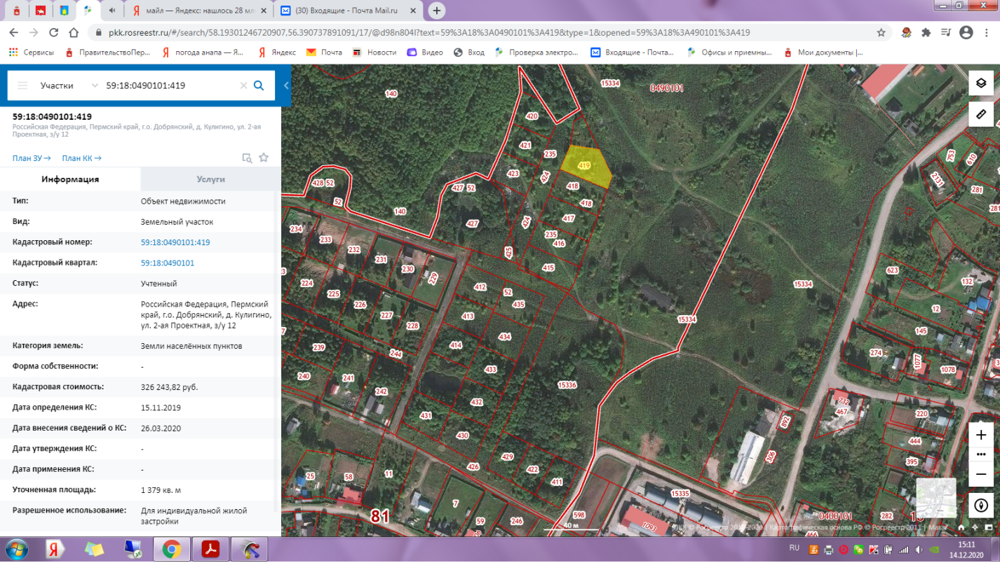 майл — Яндекс: нашлось 28 мл
(30) Входящие - Почта Mail.ru
pkk.rosreestr.ru/#/search/58.19301246720907,56.390737891091/17/@d98n804l?text=59%3A18%3A0490101%3A419&type=1&opened=59%3A18%3A490101%3A419
Сервисы
ПравительствоПер...
погода анапа — Я...
Яндекс
Почта
Новости
Видео
Вход
Проверка электро...
Входящие - Почта...
Офисы и приемны...
Мои документы |...
Участки
59:18:0490101:419
59:18:0490101:419
Российская Федерация, Пермский край, г.о. Добрянский, д. Кулигино, ул. 2-ая
Проектная, з/у 12
План ЗУ →
План КК →
Информация
Услуги
Тип:
Объект недвижимости
Вид:
Земельный участок
Кадастровый номер:
59:18:0490101:419
Кадастровый квартал:
59:18:0490101
Статус:
Учтенный
Адрес:
Российская Федерация, Пермский
край, г.о. Добрянский, д. Кулигино,
ул. 2-ая Проектная, з/у 12
Категория земель:
Земли населённых пунктов
Форма собственности:
-
Кадастровая стоимость:
326 243,82 руб.
Дата определения КС:
15.11.2019
Дата внесения сведений о КС:
26.03.2020
Дата утверждения КС:
-
Дата применения КС:
-
Уточненная площадь:
1 379 кв. м
Разрешенное использование:
Для индивидуальной жилой
застройки
140
15334
0490101
420
421
235
419
423
424
418
428
52
427
52
52
140
418
427
424
417
235
416
425
415
234
233
232
231
230
229
224
225
226
227
228
412
52
435
413
434
414
433
432
431
430
429
426
422
411
239
244
240
241
242
15336
15334
15334
753
610
2131
281
623
132
12
145
274
1077
1078
732
467
220
444
395
892
306
25
58
11
7
59
246
81
598
1093
15335
0400101
466
282
40 м
ПКК © Росреестр 2010-2020 | Картографическая основа РФ © Росреестр 2011 | Maxar
RU
15:11
14.12.2020